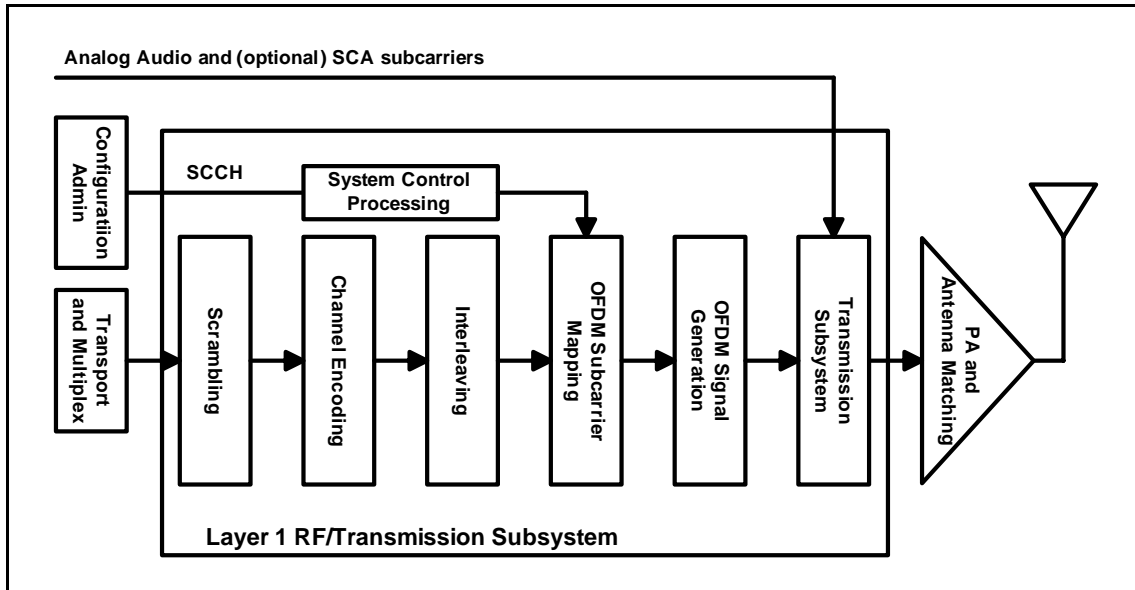 Analog Audio and (optional) SCA subcarriers
Configuratiion
Admin
SCCH
System Control
Processing
Transport
and Multiplex
Scrambling
Channel Encoding
Interleaving
OFDM Subcarrier
Mapping
OFDM Signal
Generation
Transmission
Subsystem
PA and
Antenna Matching
Layer 1 RF/Transmission Subsystem